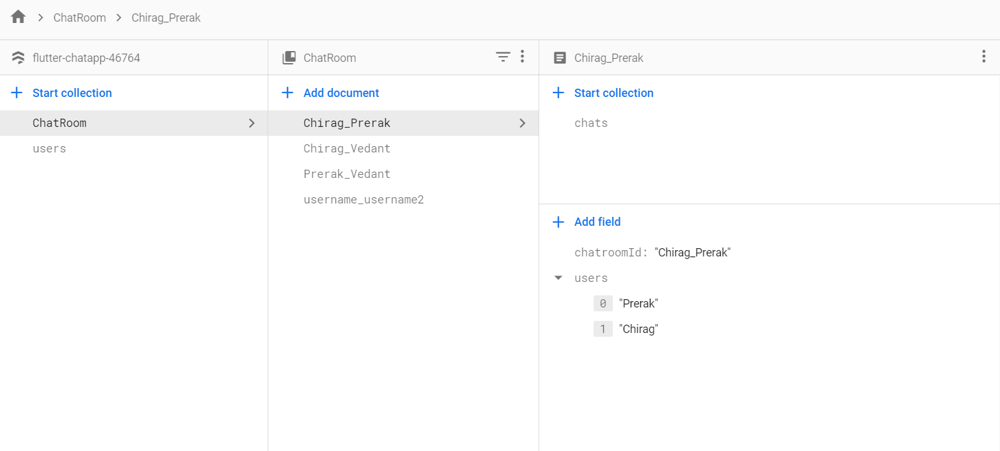 ChatRoom Chirag_Prerak
flutter-chatapp-46764
Start collection
ChatRoom
users
ChatRoom
Add document
Chirag_Prerak
Chirag_Vedant
Prerak_Vedant
username_username2
Chirag_Prerak
Start collection
chats
Add field
chatroomId: "Chirag_Prerak"
users
0 "Prerak"
1 "Chirag"